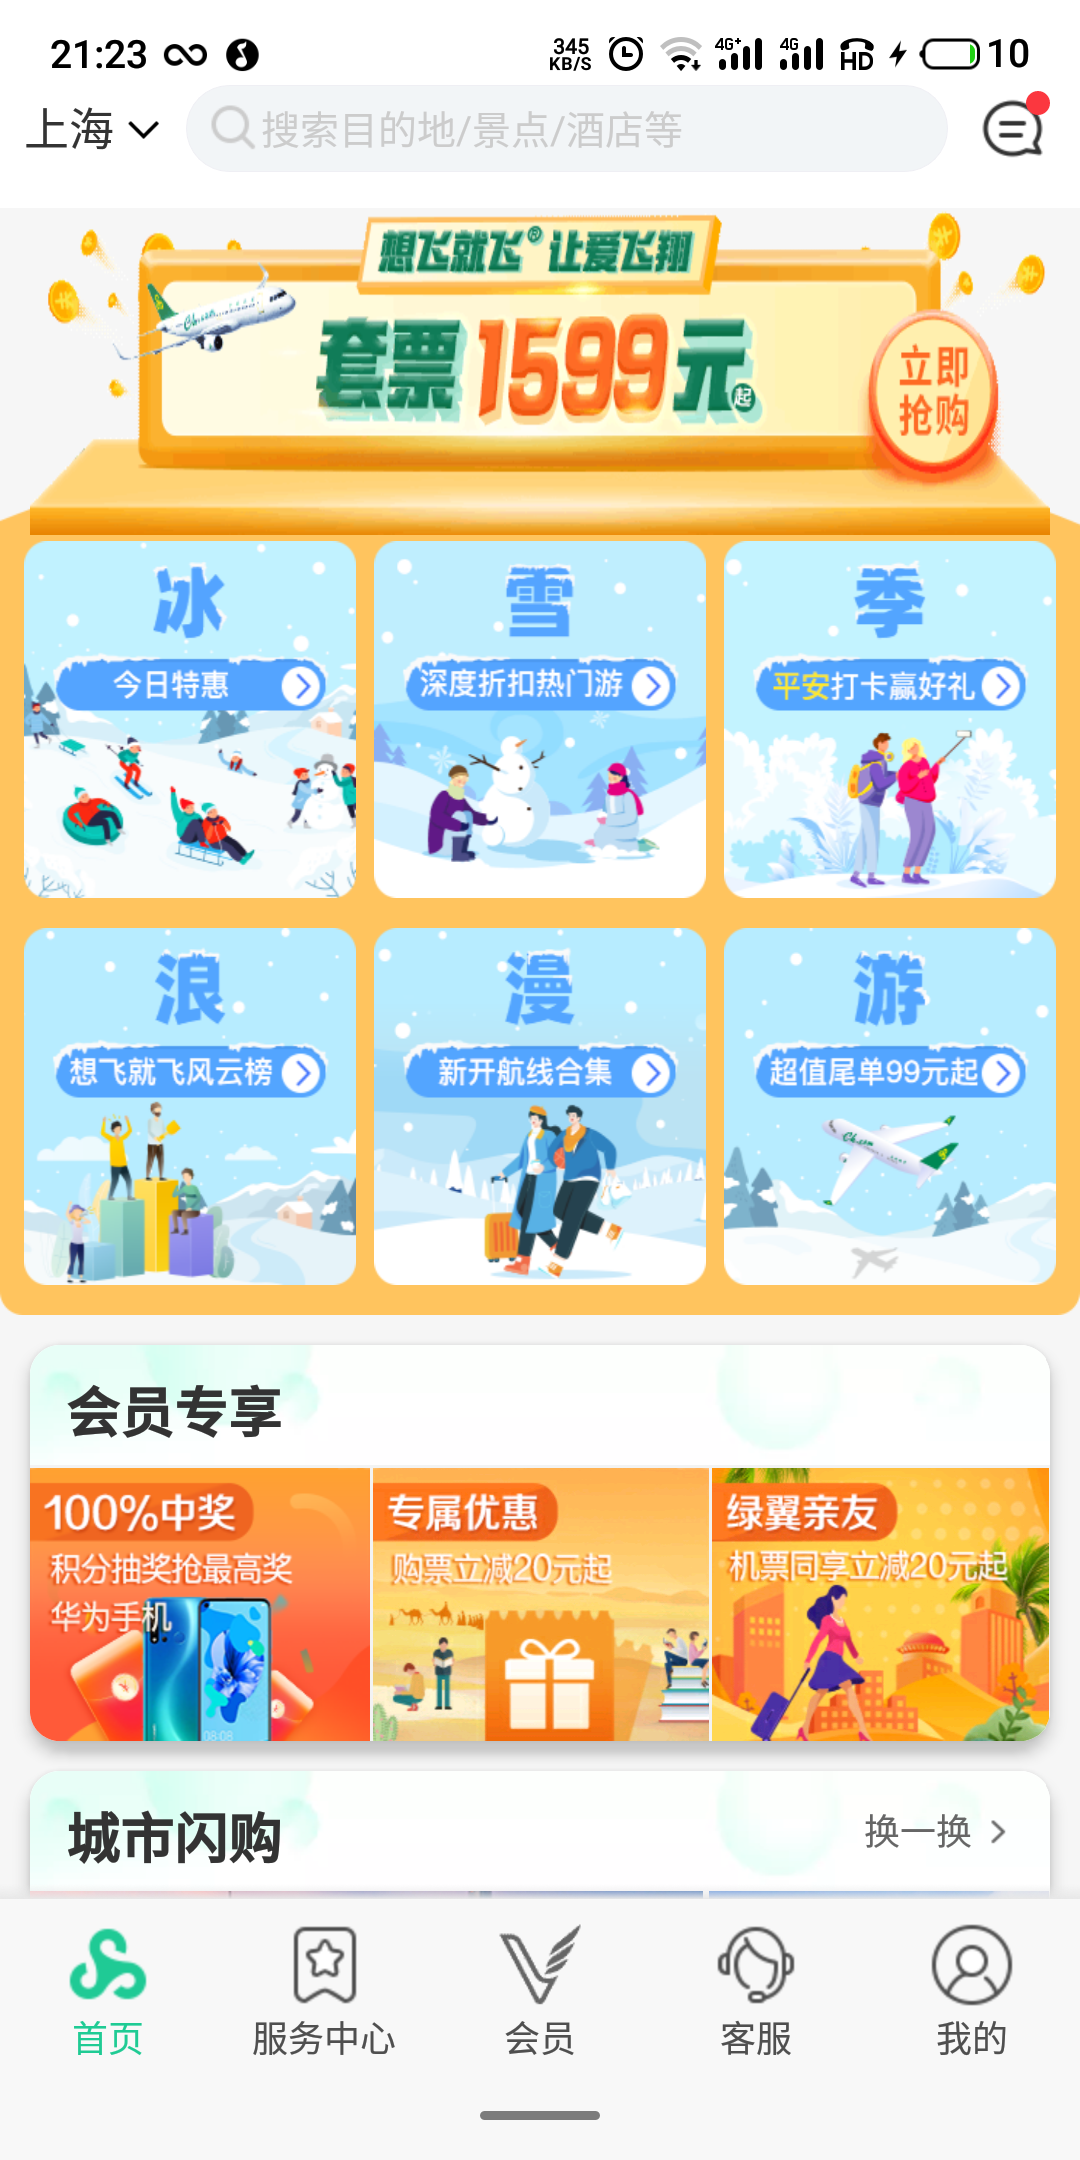 21:23
345
KB/S
4G+
4G
HD
10
上海
搜索目的地/景点/酒店等
想飞就飞® 让爱飞翔
套票1599元起
立即
抢购
冰
今日特惠
雪
深度折扣热门游
季
平安打卡赢好礼
浪
想飞就飞风云榜
漫
新开航线合集
游
超值尾单99元起
会员专享
100%中奖
积分抽奖抢最高奖
华为手机
08:08
专属优惠
购票立减20元起
绿翼亲友
机票同享立减20元起
城市闪购
换一换
首页
服务中心
会员
客服
我的